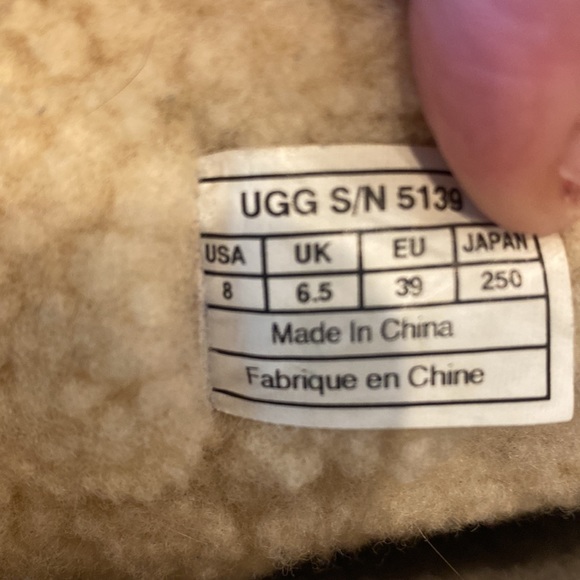 UGG S/N 5139
USA UK EU JAPAN
8 6.5 39 250
Made In China
Fabrique en Chine